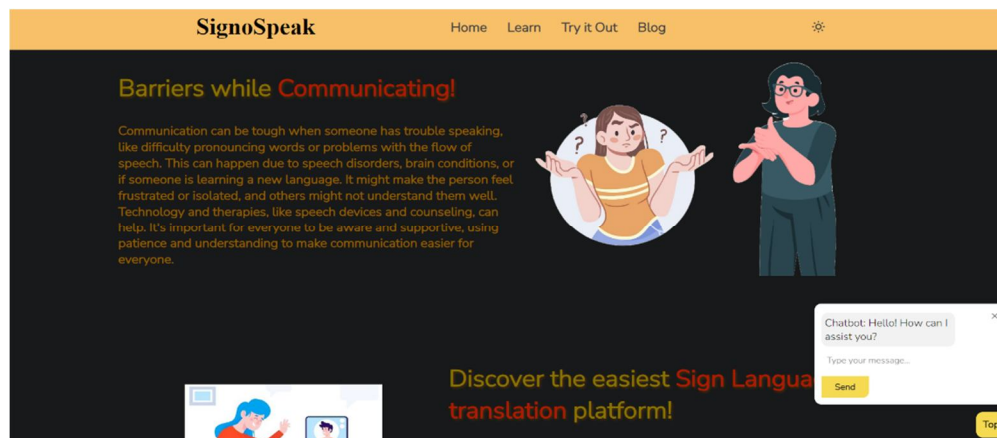 SignoSpeak
Home Learn Try it Out Blog
Barriers while Communicating!
Communication can be tough when someone has trouble speaking,
like difficulty pronouncing words or problems with the flow of
speech. This can happen due to speech disorders, brain conditions, or
if someone is learning a new language. It might make the person feel
frustrated or isolated, and others might not understand them well.
Technology and therapies, like speech devices and counseling, can
help. It's important for everyone to be aware and supportive, using
patience and understanding to make communication easier for
everyone.
? ? ?
Chatbot: Hello! How can I
assist you?
Type your message...
Send
Discover the easiest Sign Langua
translation platform!
Top